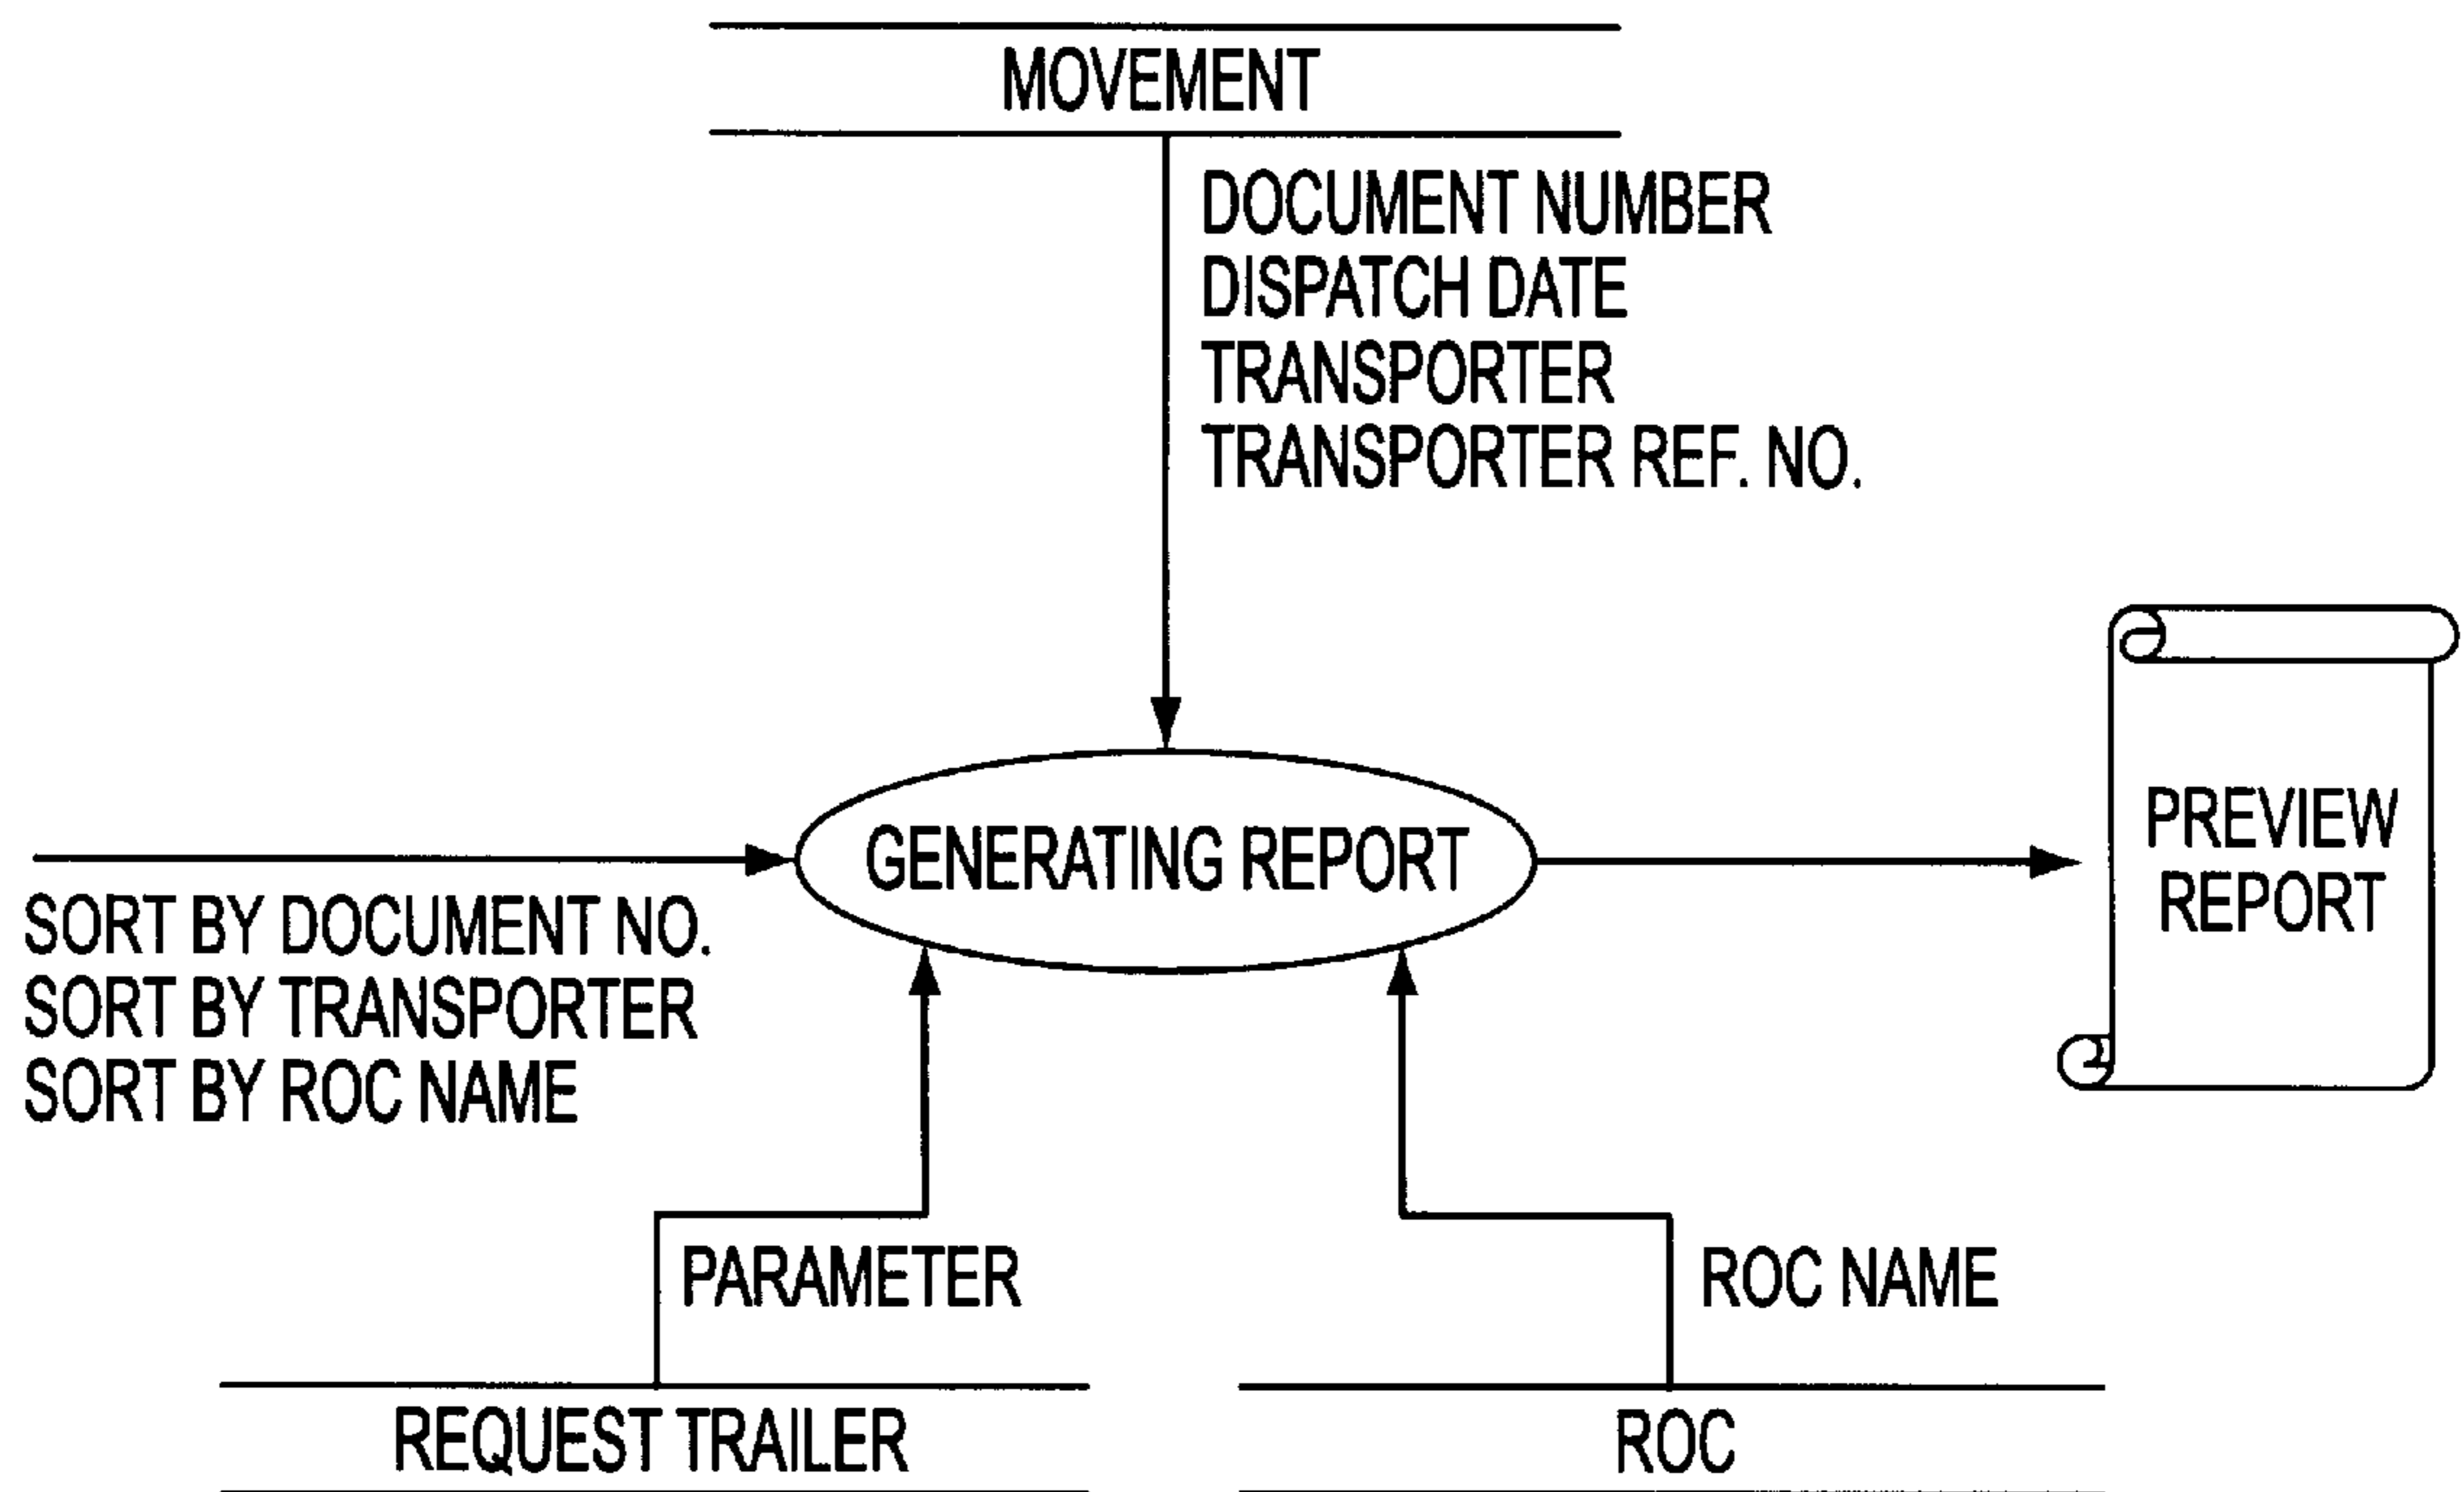 MOVEMENT
DOCUMENT NUMBER
DISPATCH DATE
TRANSPORTER
TRANSPORTER REF. NO.
GENERATING REPORT
PREVIEW
REPORT
SORT BY DOCUMENT NO.
SORT BY TRANSPORTER
SORT BY ROC NAME
PARAMETER
ROC NAME
REQUEST TRAILER
ROC